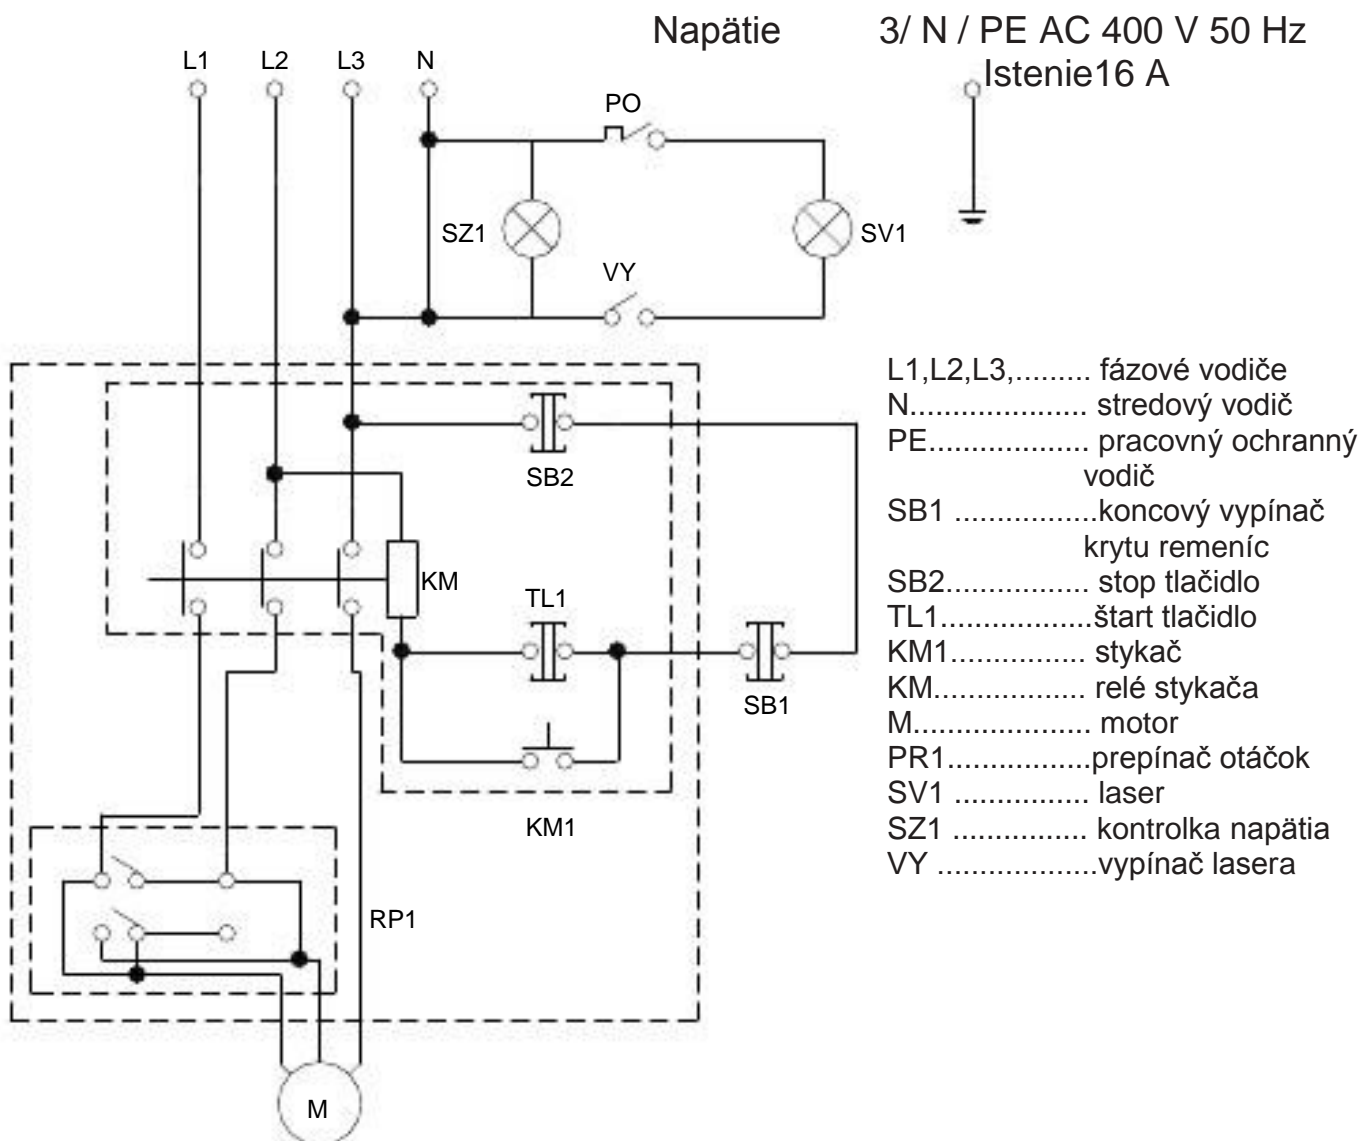 Napätie 3/ N / PE AC 400 V 50 Hz
Istenie16 A
L1 L2 L3 N
PO
SZ1
SV1
VY
SB2
KM
TL1
SB1
KM1
RP1
M
L1,L2,L3,......... fázové vodiče
N..................... stredový vodič
PE................... pracovný ochranný
vodič
SB1 .................koncový vypínač
krytu remeníc
SB2................. stop tlačidlo
TL1..................štart tlačidlo
KM1................ stykač
KM.................. relé stykača
M..................... motor
PR1.................prepínač otáčok
SV1 ................ laser
SZ1 ................ kontrolka napätia
VY ...................vypínač lasera